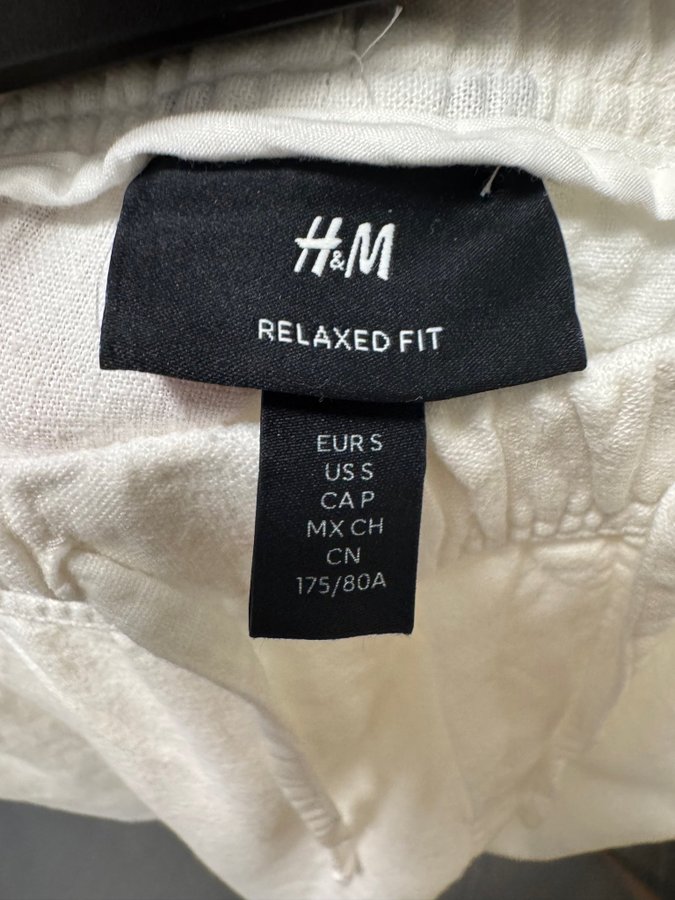 H&M
RELAXED FIT
EUR S
US S
CA P
MX CH
CN
175/80A